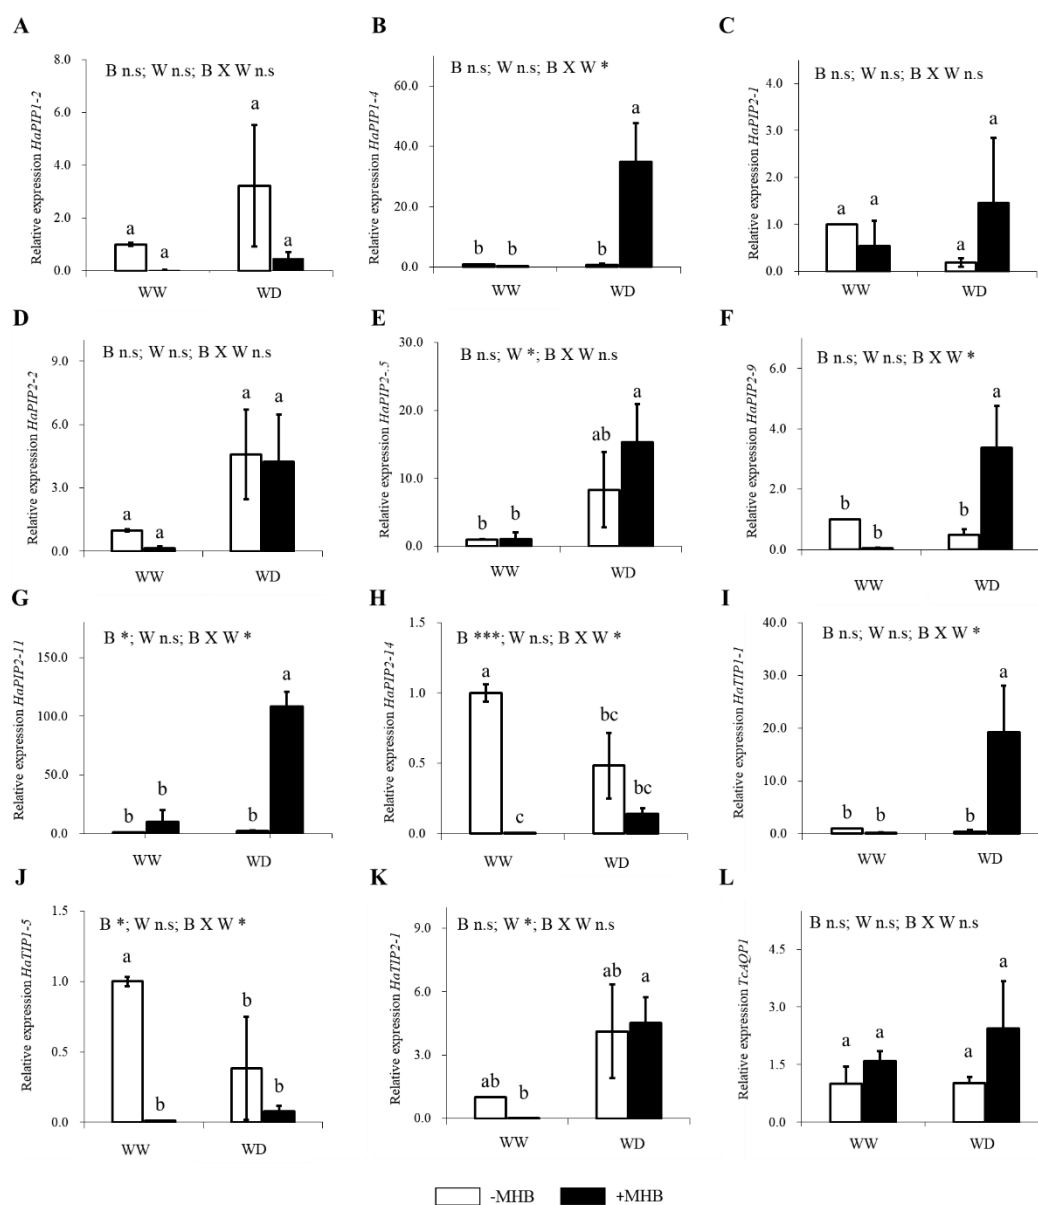 A
B n.s; W n.s; B X W n.s
Relative expression HaPIP1-2
8.0
6.0
4.0
2.0
0.0
a
a
a
a
WW
WD
B
B n.s; W n.s; B X W *
Relative expression HaPIP1-4
60.0
40.0
20.0
0.0
b
b
b
a
WW
WD
C
B n.s; W n.s; B X W n.s
Relative expression HaPIP2-1
4.0
3.0
2.0
1.0
0.0
a
a
a
a
WW
WD
D
B n.s; W n.s; B X W n.s
Relative expression HaPIP2-2
9.0
6.0
3.0
0.0
a
a
a
a
WW
WD
E
B n.s; W *; B X W n.s
Relative expression HaPIP2-.5
30.0
20.0
10.0
0.0
b
b
ab
a
WW
WD
F
B n.s; W n.s; B X W *
Relative expression HaPIP2-9
6.0
4.0
2.0
0.0
b
b
b
a
WW
WD
G
B *; W n.s; B X W *
Relative expression HaPIP2-11
150.0
100.0
50.0
0.0
b
b
b
a
WW
WD
H
B ***; W n.s; B X W *
Relative expression HaPIP2-14
1.5
1.0
0.5
0.0
a
c
bc
bc
WW
WD
I
B n.s; W n.s; B X W *
Relative expression HaTIP1-1
40.0
30.0
20.0
10.0
0.0
b
b
b
a
WW
WD
J
B *; W n.s; B X W *
Relative expression HaTIP1-5
1.5
1.0
0.5
0.0
a
b
b
b
WW
WD
K
B n.s; W *; B X W n.s
Relative expression HaTIP2-1
9.0
6.0
3.0
0.0
ab
b
ab
a
WW
WD
L
B n.s; W n.s; B X W n.s
Relative expression TcAQP1
4.5
3.0
1.5
0.0
a
a
a
a
WW
WD
-MHB
+MHB